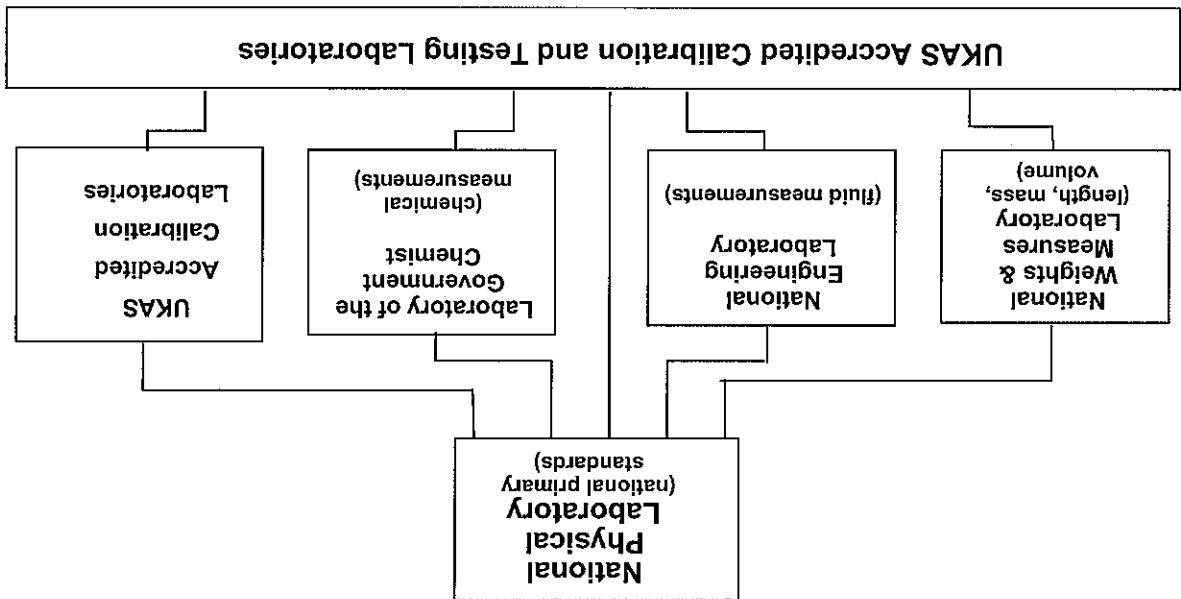 National
Physical
Laboratory
(national primary
standards)
National
Weights &
Measures
Laboratory
(length, mass,
volume)
National
Engineering
Laboratory
(fluid measurements)
Laboratory of the
Government
Chemist
(chemical
measurements)
UKAS
Accredited
Calibration
Laboratories
UKAS Accredited Calibration and Testing Laboratories